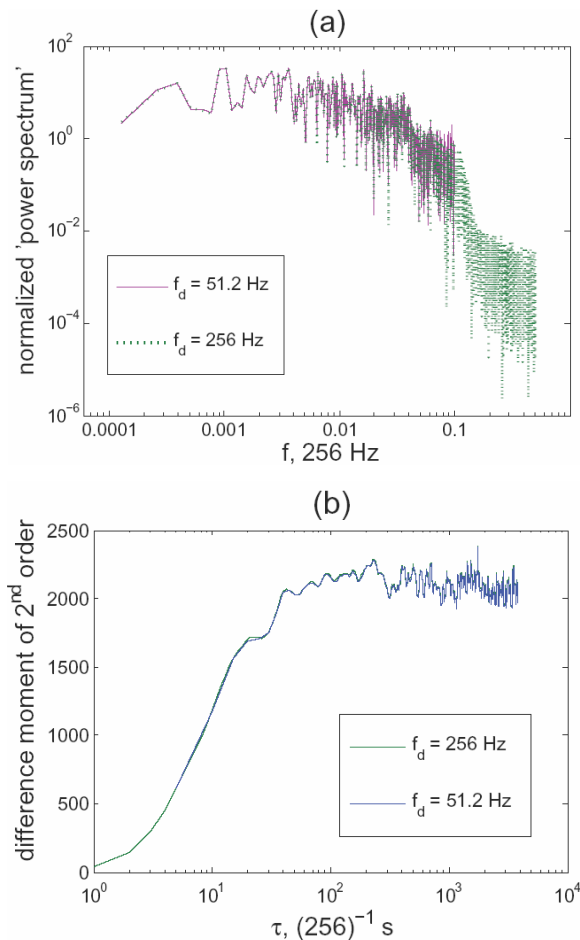 (a)
normalized 'power spectrum'
10^2
10^0
10^-2
10^-4
10^-6
f_d = 51.2 Hz
f_d = 256 Hz
0.0001
0.001
0.01
0.1
f, 256 Hz
(b)
difference moment of 2^nd order
2500
2000
1500
1000
500
0
f_d = 256 Hz
f_d = 51.2 Hz
10^0
10^1
10^2
10^3
10^4
τ, (256)^-1 s